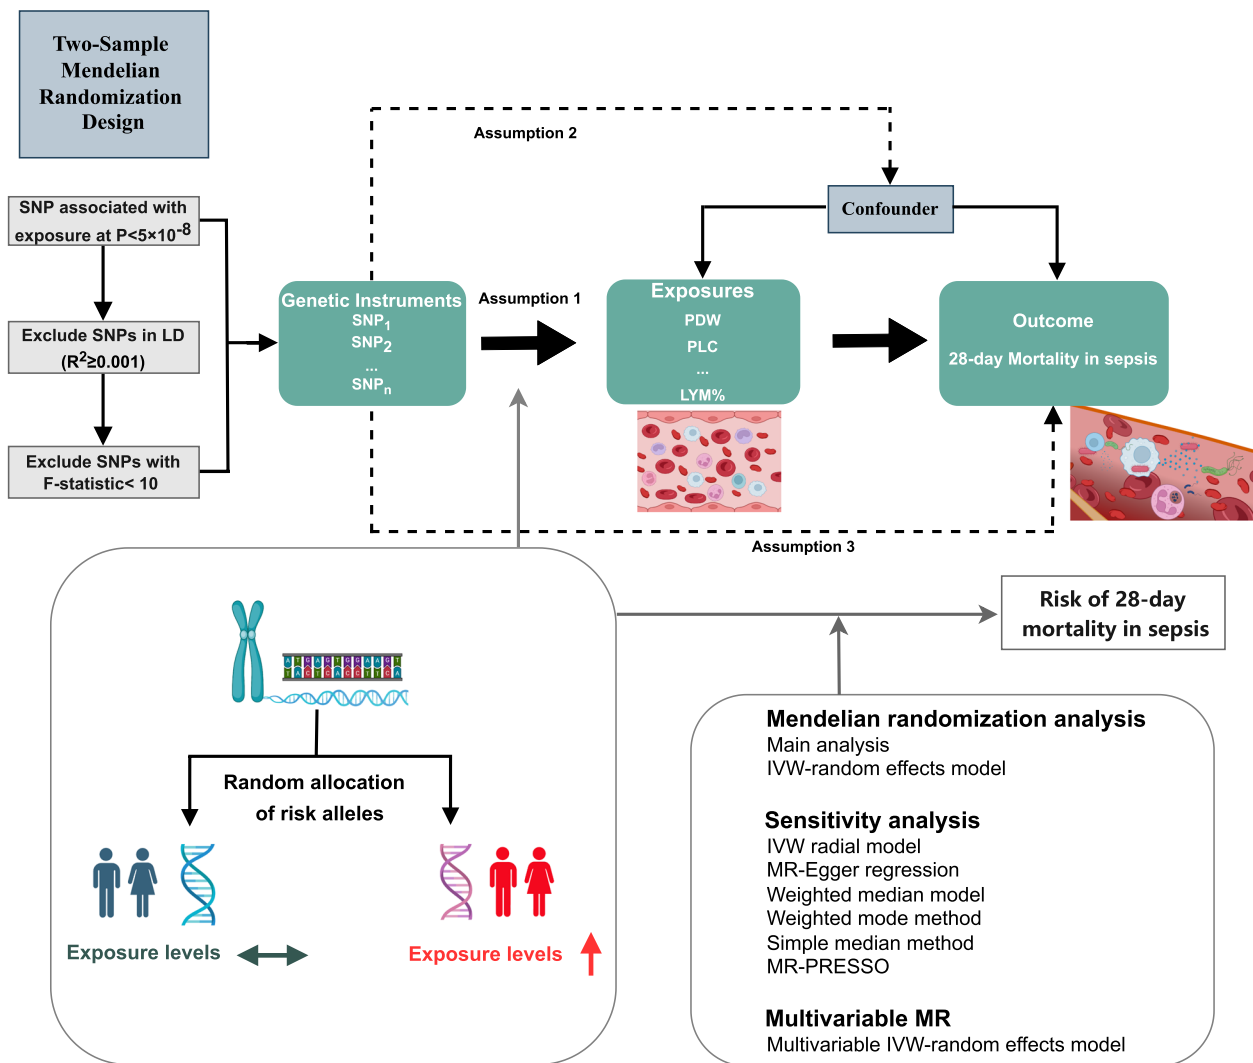 Two-Sample
Mendelian
Randomization
Design
Assumption 2
SNP associated with
exposure at P<5×10-8
Confounder
Exclude SNPs in LD
(R2≥0.001)
Exclude SNPs with
F-statistic< 10
Genetic Instruments
SNP1
SNP2
...
SNPn
Assumption 1
Exposures
PDW
PLC
...
LYM%
Outcome
28-day Mortality in sepsis
Assumption 3
A T G A G T G G A A G T
T A C T C A C C T T C A
Random allocation
of risk alleles
Exposure levels
Exposure levels
Risk of 28-day
mortality in sepsis
Mendelian randomization analysis
Main analysis
IVW-random effects model
Sensitivity analysis
IVW radial model
MR-Egger regression
Weighted median model
Weighted mode method
Simple median method
MR-PRESSO
Multivariable MR
Multivariable IVW-random effects model